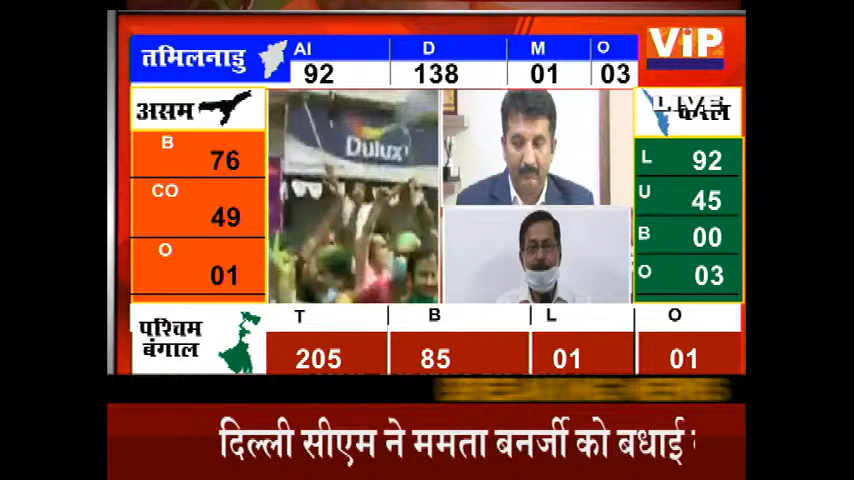 तमिलनाडु
AI D M O
92 138 01 03
ViP
LIVE
असम
B
76
CO
49
O
01
Dulux
L 92
U 45
B 00
O 03
पश्चिम
बंगाल
T B L O
205 85 01 01
दिल्ली सीएम ने ममता बनर्जी को बधाई